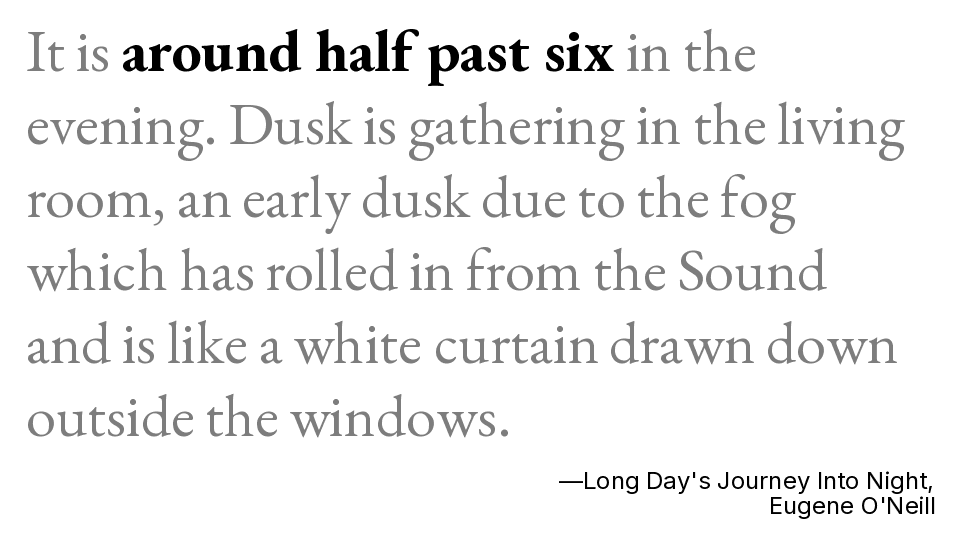 It is around half past six in the
evening. Dusk is gathering in the living
room, an early dusk due to the fog
which has rolled in from the Sound
and is like a white curtain drawn down
outside the windows.
—Long Day's Journey Into Night,
Eugene O'Neill